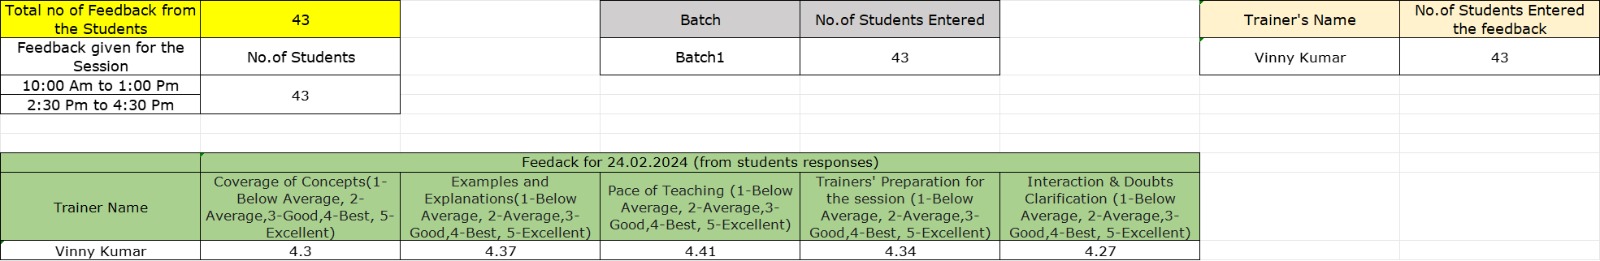 Total no of Feedback from
the Students
43
Batch
No.of Students Entered
Trainer's Name
No.of Students Entered
the feedback
Feedback given for the
Session
No.of Students
Batch1
43
Vinny Kumar
43
10:00 Am to 1:00 Pm
43
2:30 Pm to 4:30 Pm
Feedack for 24.02.2024 (from students responses)
Trainer Name
Coverage of Concepts(1-
Below Average, 2-
Average,3-Good,4-Best, 5-
Excellent)
Examples and
Explanations(1-Below
Average, 2-Average,3-
Good,4-Best, 5-Excellent)
Pace of Teaching (1-Below
Average, 2-Average,3-
Good,4-Best, 5-Excellent)
Trainers' Preparation for
the session (1-Below
Average, 2-Average,3-
Good,4-Best, 5-Excellent)
Interaction & Doubts
Clarification (1-Below
Average, 2-Average,3-
Good,4-Best, 5-Excellent)
Vinny Kumar
4.3
4.37
4.41
4.34
4.27